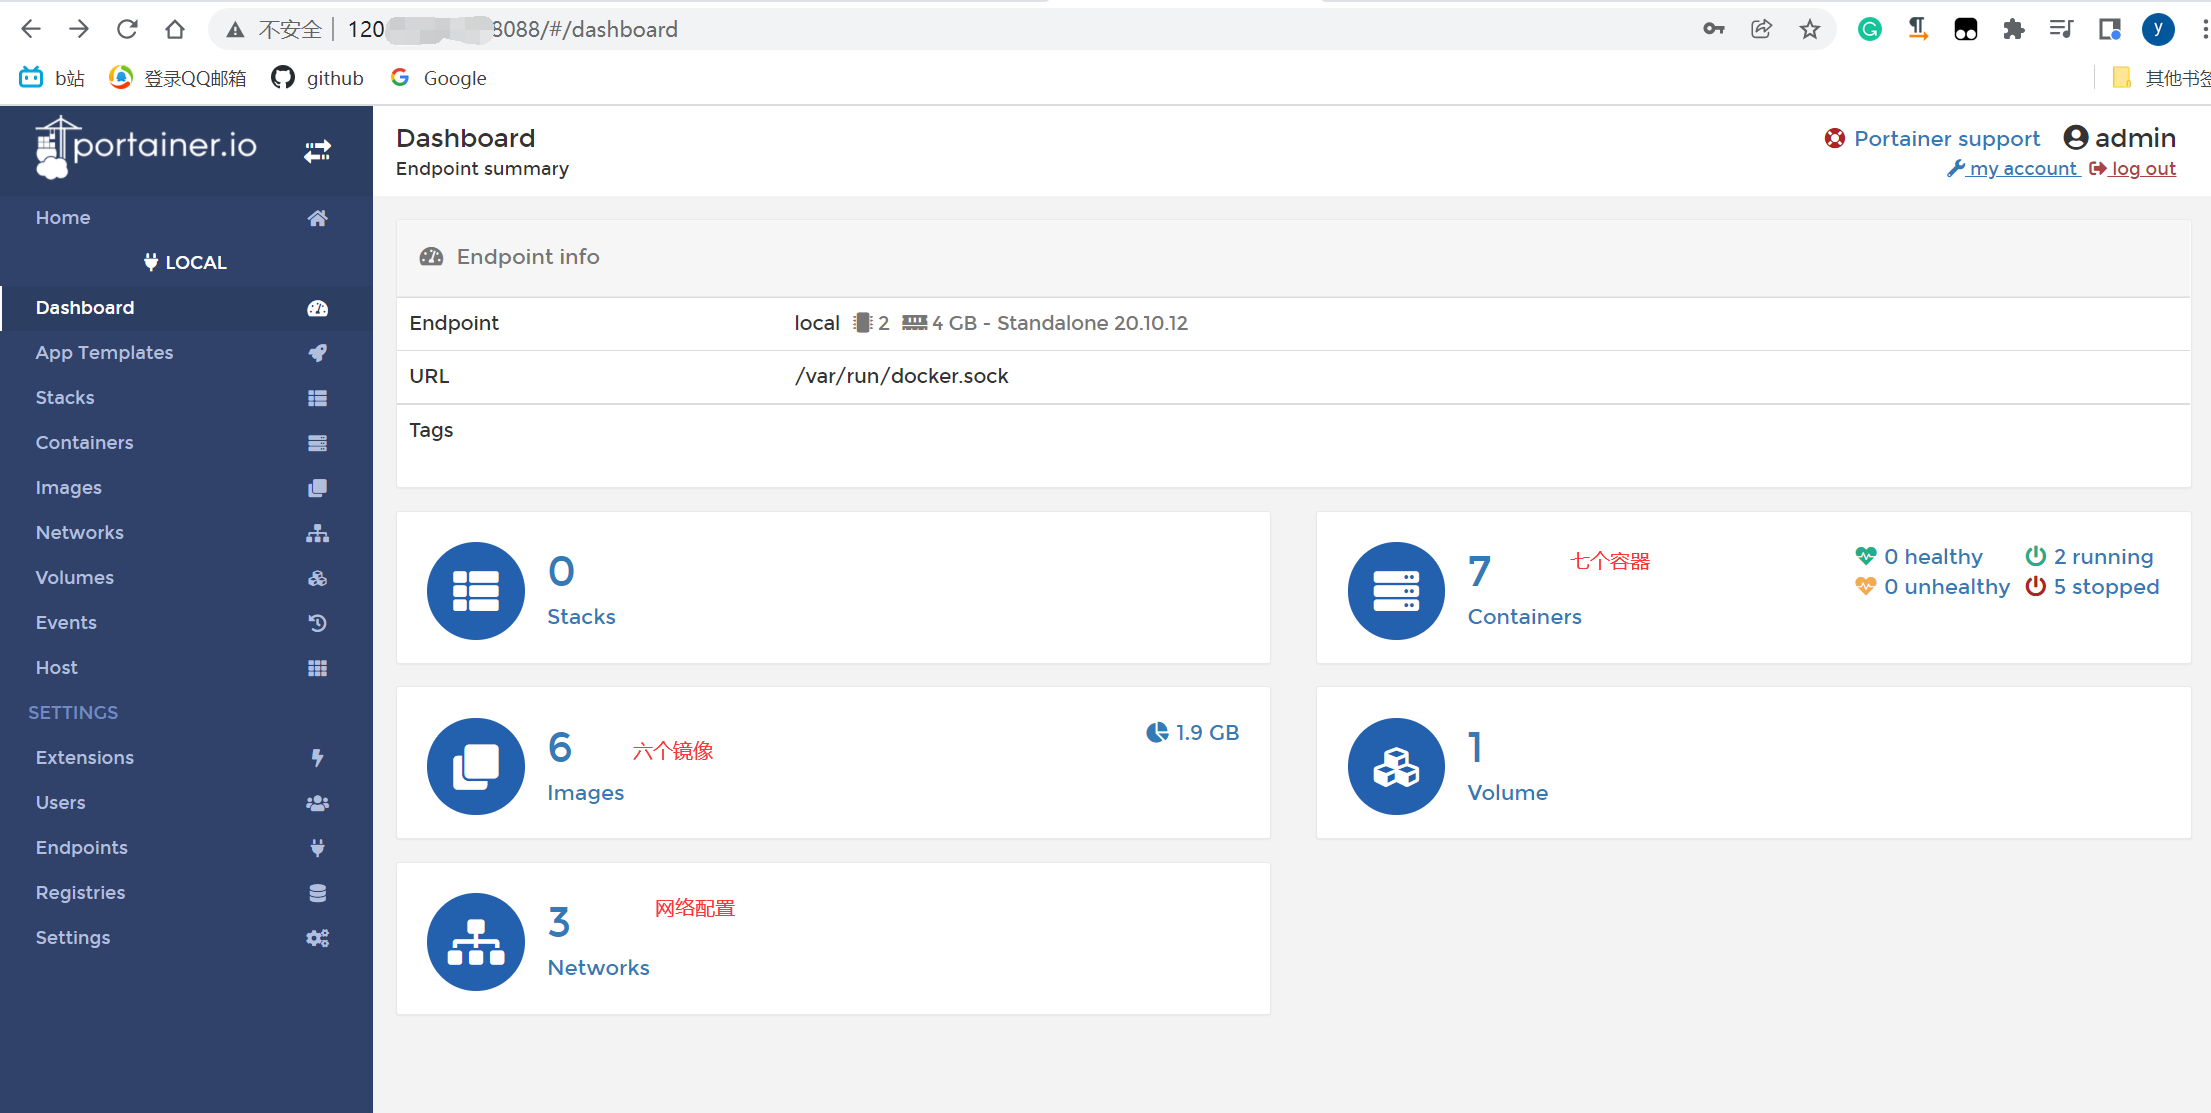 不安全 120 8088/#/dashboard
b站 登录QQ邮箱 github Google 其他书签
portainer.io
Dashboard
Endpoint summary
Portainer support admin
my account log out
Home
LOCAL
Dashboard
App Templates
Stacks
Containers
Images
Networks
Volumes
Events
Host
SETTINGS
Extensions
Users
Endpoints
Registries
Settings
Endpoint info
Endpoint local 2 4 GB - Standalone 20.10.12
URL /var/run/docker.sock
Tags
0
Stacks
7 七个容器
Containers
0 healthy 2 running
0 unhealthy 5 stopped
6 六个镜像
Images
1.9 GB
1
Volume
3 网络配置
Networks
y